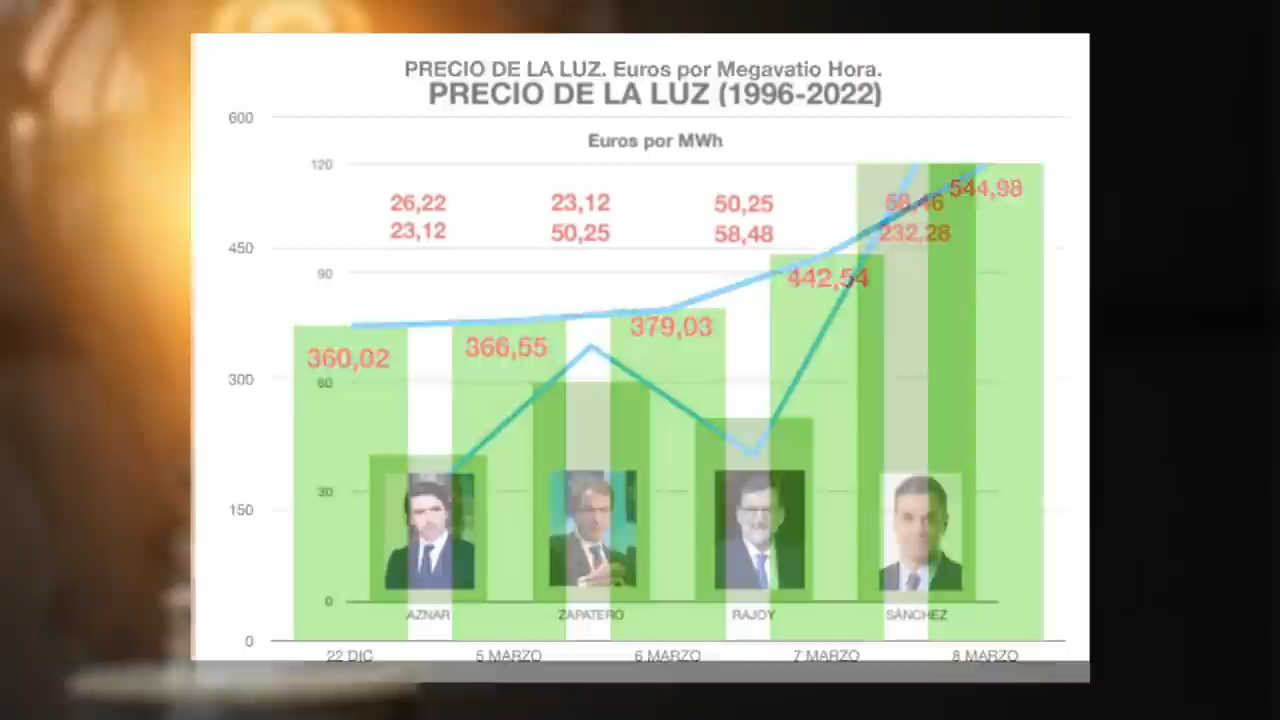 PRECIO DE LA LUZ. Euros por Megavatio Hora.
PRECIO DE LA LUZ (1996-2022)
600
Euros por MWh
120
544,98
26,22 23,12 50,25 58,46
23,12 50,25 58,48 232,28
450
90
442,54
379,03
366,55
360,02
300
60
30
150
0
AZNAR ZAPATERO RAJOY SÁNCHEZ
0
22 DIC 5 MARZO 6 MARZO 7 MARZO 8 MARZO